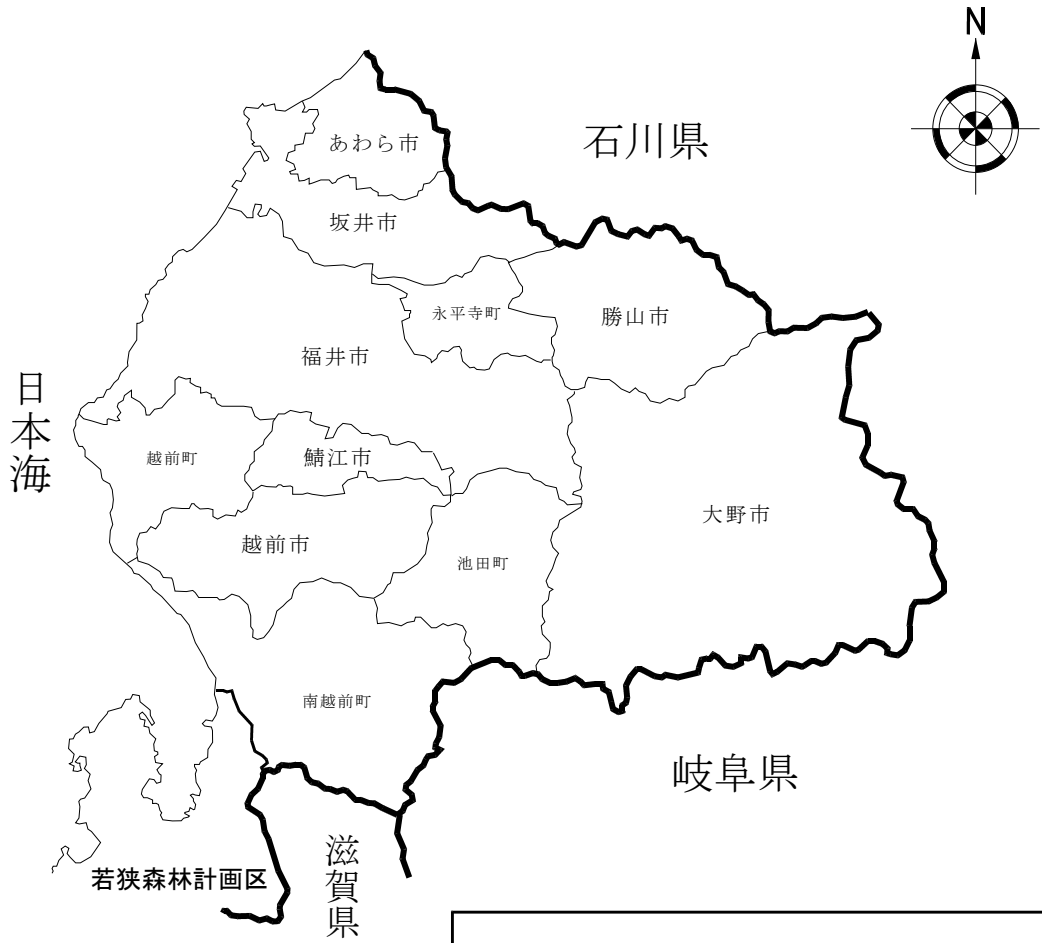 N
石川県
あわら市
坂井市
永平寺町
勝山市
福井市
日本海
越前町
鯖江市
大野市
越前市
池田町
南越前町
岐阜県
滋賀県
若狭森林計画区